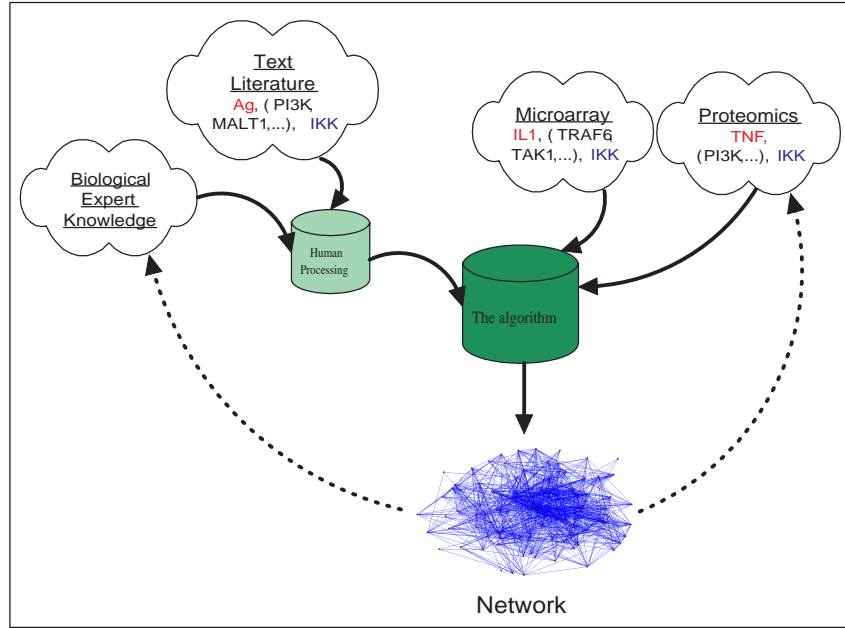 Text
Literature
Ag, ( PI3K,
MALT1,...), IKK
Microarray
IL1, ( TRAF6,
TAK1,...), IKK
Proteomics
TNF,
(PI3K,...), IKK
Biological
Expert
Knowledge
Human
Processing
The algorithm
Network